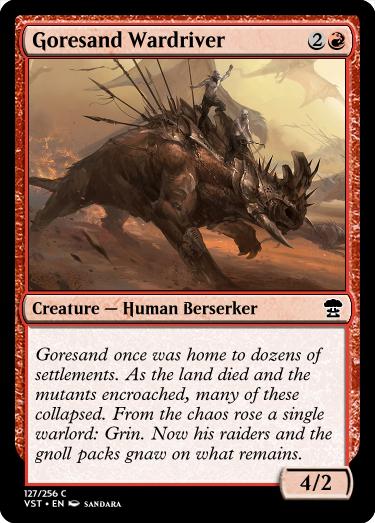 Goresand Wardriver 2
Creature — Human Berserker
Goresand once was home to dozens of
settlements. As the land died and the
mutants encroached, many of these
collapsed. From the chaos rose a single
warlord: Grin. Now his raiders and the
gnoll packs gnaw on what remains.
4/2
127/256 C
VST • EN SANDARA